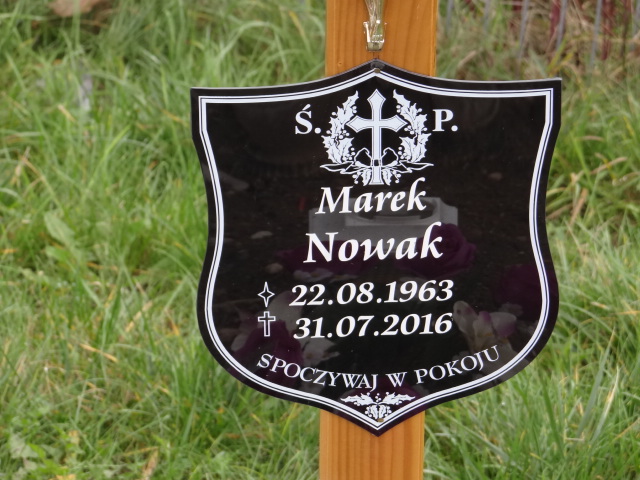 Ś. P.
Marek
Nowak
22.08.1963
31.07.2016
SPOCZYWAJ W POKOJU